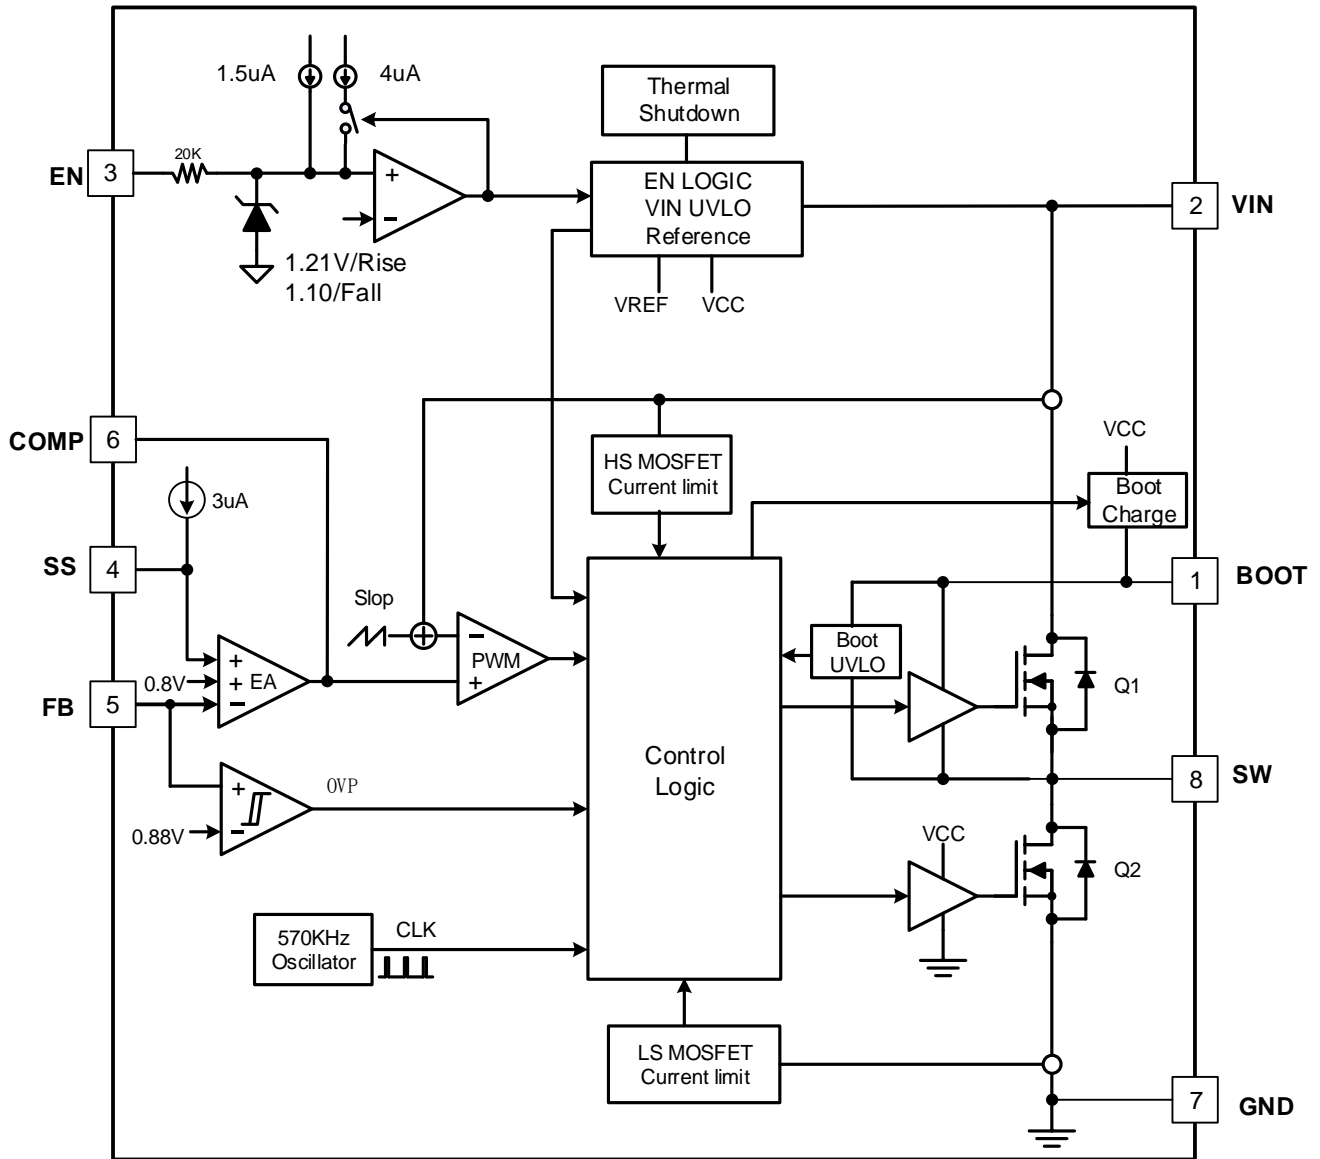 1.5uA
4uA
Thermal
Shutdown
20K
EN
3
+
−
EN LOGIC
VIN UVLO
Reference
2
VIN
1.21V/Rise
1.10/Fall
VREF
VCC
COMP
6
HS MOSFET
Current limit
VCC
Boot
Charge
3uA
SS
4
1
BOOT
Slop
−
PWM
+
Boot
UVLO
+
0.8V
+
EA
−
FB
5
Q1
Control
Logic
8
SW
+
OVP
0.88V
−
VCC
Q2
570KHz
Oscillator
CLK
LS MOSFET
Current limit
7
GND